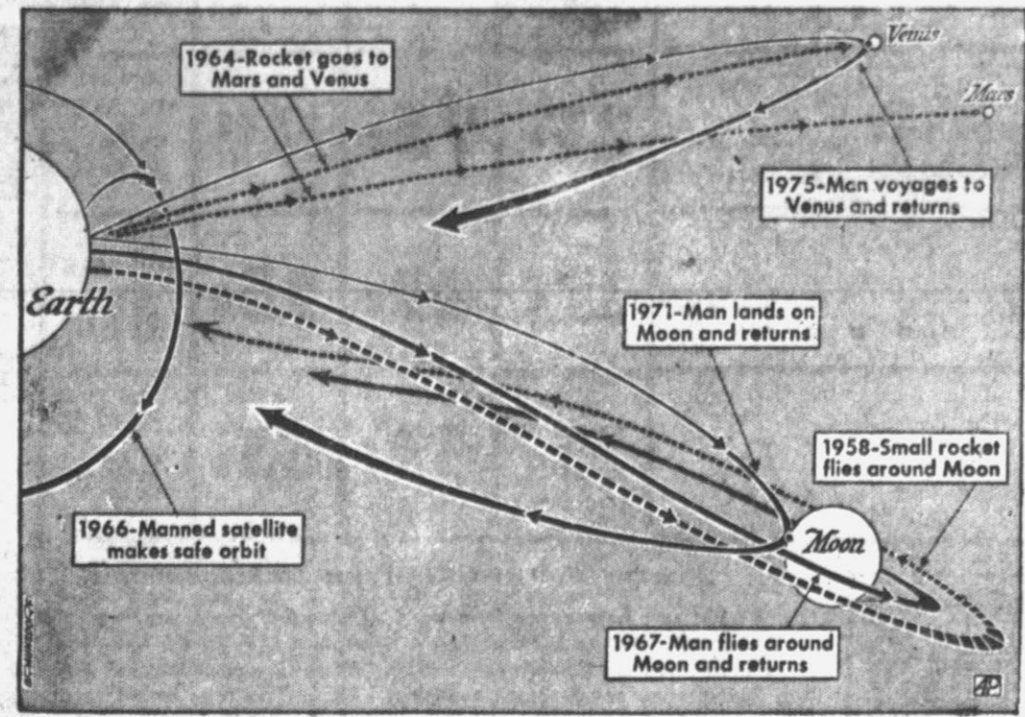 1964-Rocket goes to
Mars and Venus
Venus
Mars
1975-Man voyages to
Venus and returns
Earth
1971-Man lands on
Moon and returns
1958-Small rocket
flies around Moon
1966-Manned satellite
makes safe orbit
Moon
1967-Man flies around
Moon and returns
AP